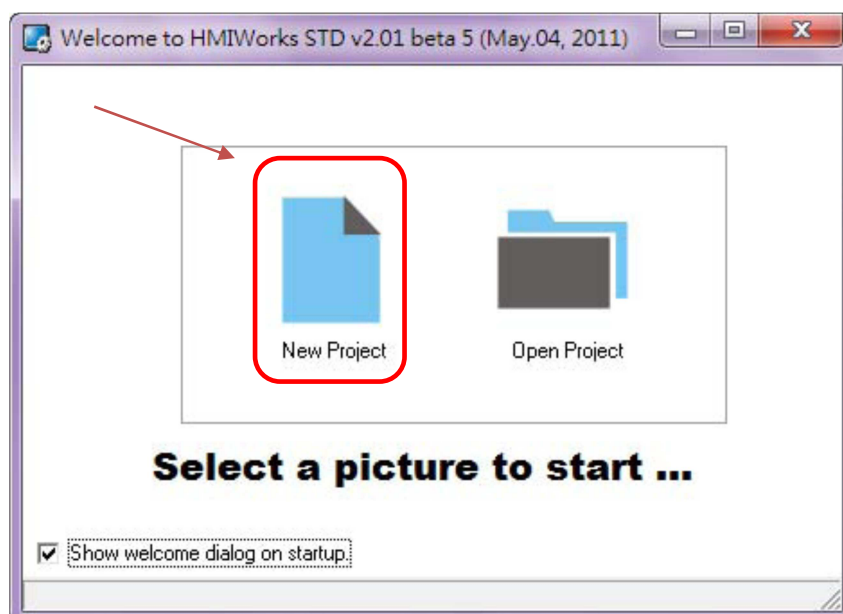 Welcome to HMIWorks STD v2.01 beta 5 (May.04, 2011)
New Project
Open Project
Select a picture to start ...
Show welcome dialog on startup.